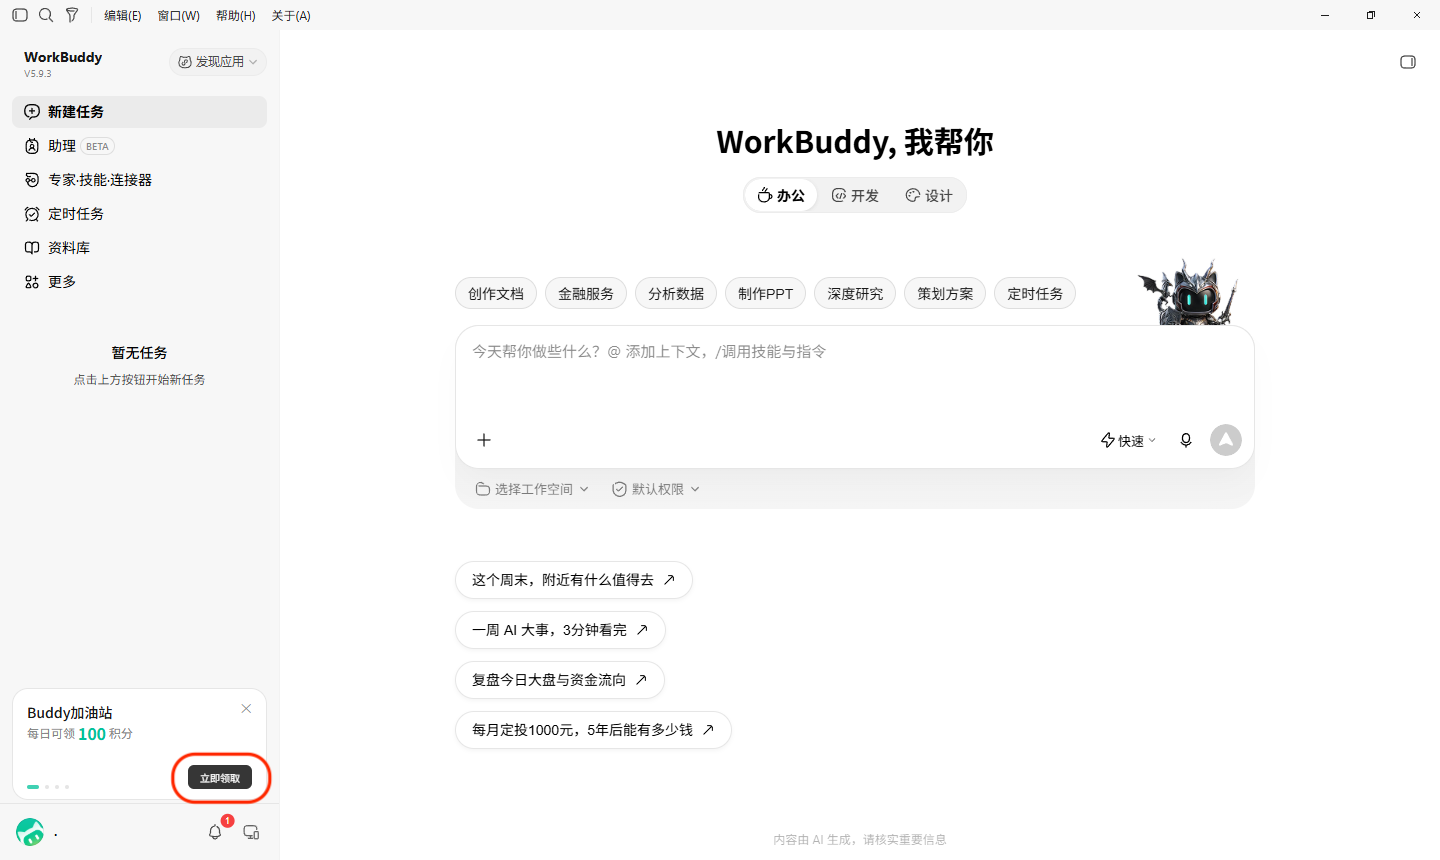 编辑(E) 窗口(W) 帮助(H) 关于(A)
WorkBuddy
V5.9.3
发现应用
新建任务
助理 BETA
专家·技能·连接器
定时任务
资料库
更多
暂无任务
点击上方按钮开始新任务
Buddy加油站
每日可领 100 积分
立即领取
.
1
WorkBuddy, 我帮你
办公 开发 设计
创作文档 金融服务 分析数据 制作PPT 深度研究 策划方案 定时任务
今天帮你做些什么？@ 添加上下文，/调用技能与指令
快速
选择工作空间 默认权限
这个周末，附近有什么值得去
一周 AI 大事，3分钟看完
复盘今日大盘与资金流向
每月定投1000元，5年后能有多少钱
内容由 AI 生成，请核实重要信息